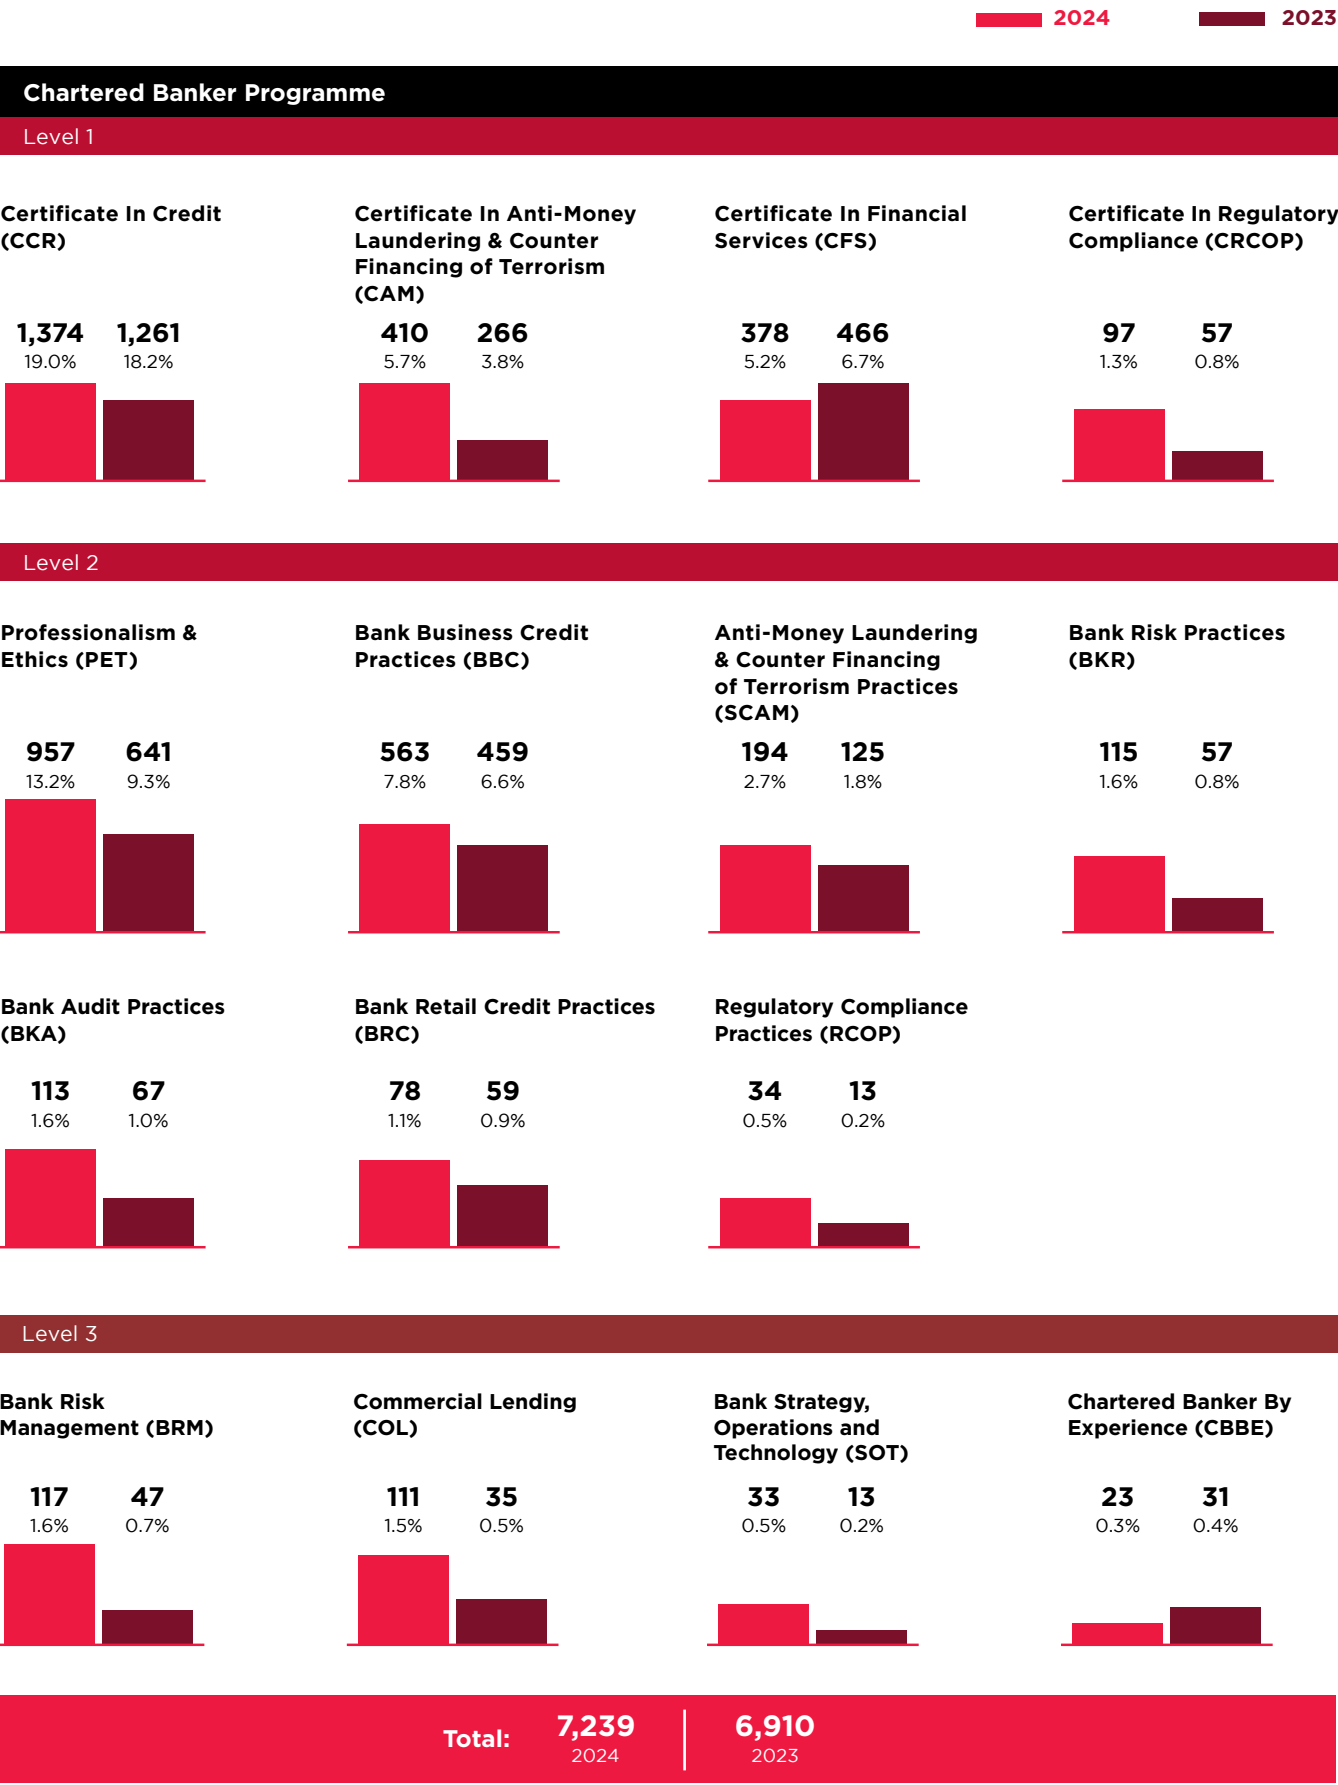 2024 2023
Chartered Banker Programme
Level 1
Certificate In Credit
(CCR)
1,374 1,261
19.0% 18.2%
Certificate In Anti-Money
Laundering & Counter
Financing of Terrorism
(CAM)
410 266
5.7% 3.8%
Certificate In Financial
Services (CFS)
378 466
5.2% 6.7%
Certificate In Regulatory
Compliance (CRCOP)
97 57
1.3% 0.8%
Level 2
Professionalism &
Ethics (PET)
957 641
13.2% 9.3%
Bank Business Credit
Practices (BBC)
563 459
7.8% 6.6%
Anti-Money Laundering
& Counter Financing
of Terrorism Practices
(SCAM)
194 125
2.7% 1.8%
Bank Risk Practices
(BKR)
115 57
1.6% 0.8%
Bank Audit Practices
(BKA)
113 67
1.6% 1.0%
Bank Retail Credit Practices
(BRC)
78 59
1.1% 0.9%
Regulatory Compliance
Practices (RCOP)
34 13
0.5% 0.2%
Level 3
Bank Risk
Management (BRM)
117 47
1.6% 0.7%
Commercial Lending
(COL)
111 35
1.5% 0.5%
Bank Strategy,
Operations and
Technology (SOT)
33 13
0.5% 0.2%
Chartered Banker By
Experience (CBBE)
23 31
0.3% 0.4%
Total: 7,239 6,910
2024 2023